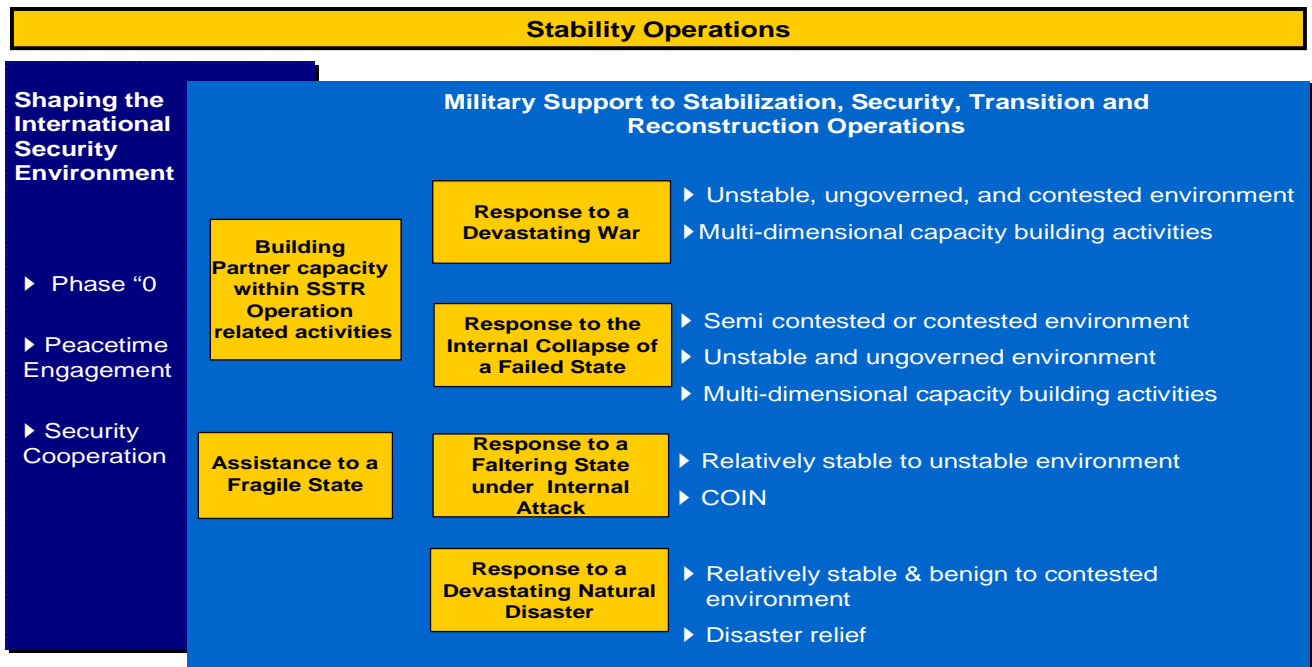 Stability Operations
Shaping the
International
Security
Environment
▶ Phase “0
▶ Peacetime
Engagement
▶ Security
Cooperation
Military Support to Stabilization, Security, Transition and
Reconstruction Operations
Building
Partner capacity
within SSTR
Operation
related activities
Assistance to a
Fragile State
Response to a
Devastating War
▶ Unstable, ungoverned, and contested environment
▶ Multi-dimensional capacity building activities
Response to the
Internal Collapse of
a Failed State
▶ Semi contested or contested environment
▶ Unstable and ungoverned environment
▶ Multi-dimensional capacity building activities
Response to a
Faltering State
under Internal
Attack
▶ Relatively stable to unstable environment
▶ COIN
Response to a
Devastating Natural
Disaster
▶ Relatively stable & benign to contested
environment
▶ Disaster relief